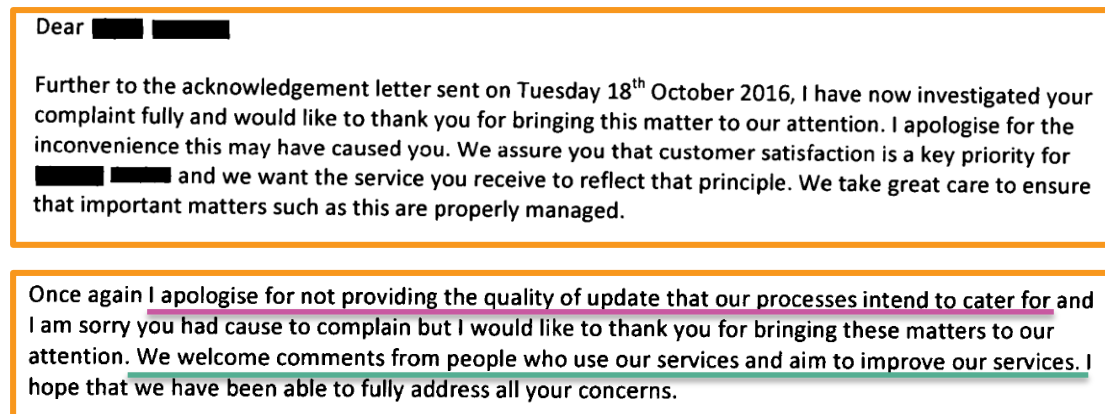 Dear
Further to the acknowledgement letter sent on Tuesday 18th October 2016, I have now investigated your
complaint fully and would like to thank you for bringing this matter to our attention. I apologise for the
inconvenience this may have caused you. We assure you that customer satisfaction is a key priority for
and we want the service you receive to reflect that principle. We take great care to ensure
that important matters such as this are properly managed.
Once again I apologise for not providing the quality of update that our processes intend to cater for and
I am sorry you had cause to complain but I would like to thank you for bringing these matters to our
attention. We welcome comments from people who use our services and aim to improve our services. I
hope that we have been able to fully address all your concerns.